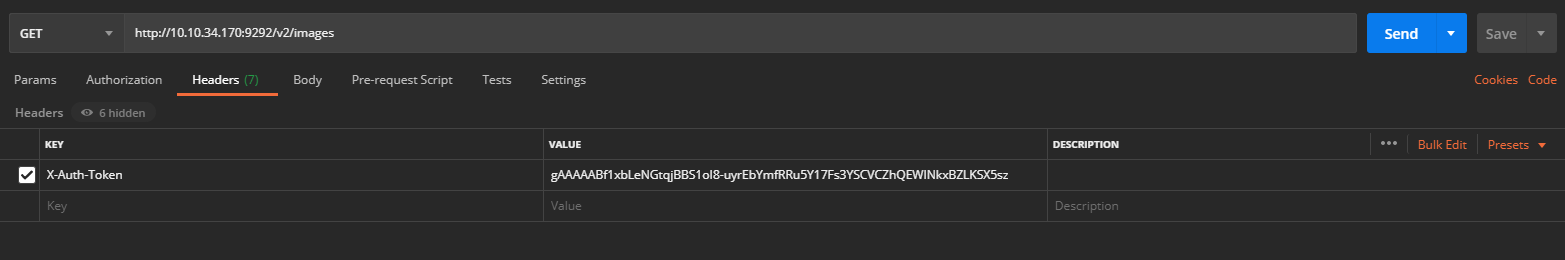 GET http://10.10.34.170:9292/v2/images Send Save
Params Authorization Headers (7) Body Pre-request Script Tests Settings Cookies Code
Headers 6 hidden
KEY VALUE DESCRIPTION ••• Bulk Edit Presets
X-Auth-Token gAAAAABf1xbLeNGtqjBBS1oI8-uyrEbYmfRRu5Y17Fs3YSCVCZhQEWINkxBZLKSX5sz
Key Value Description